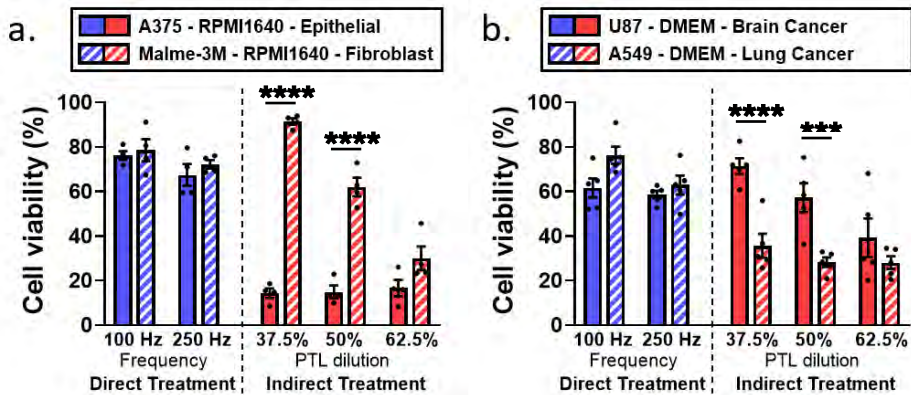 a.
A375 - RPMI1640 - Epithelial
Malme-3M - RPMI1640 - Fibroblast
Cell viability (%)
100
80
60
40
20
0
****
****
100 Hz 250 Hz 37.5% 50% 62.5%
Frequency PTL dilution
Direct Treatment Indirect Treatment
b.
U87 - DMEM - Brain Cancer
A549 - DMEM - Lung Cancer
Cell viability (%)
100
80
60
40
20
0
****
***
100 Hz 250 Hz 37.5% 50% 62.5%
Frequency PTL dilution
Direct Treatment Indirect Treatment